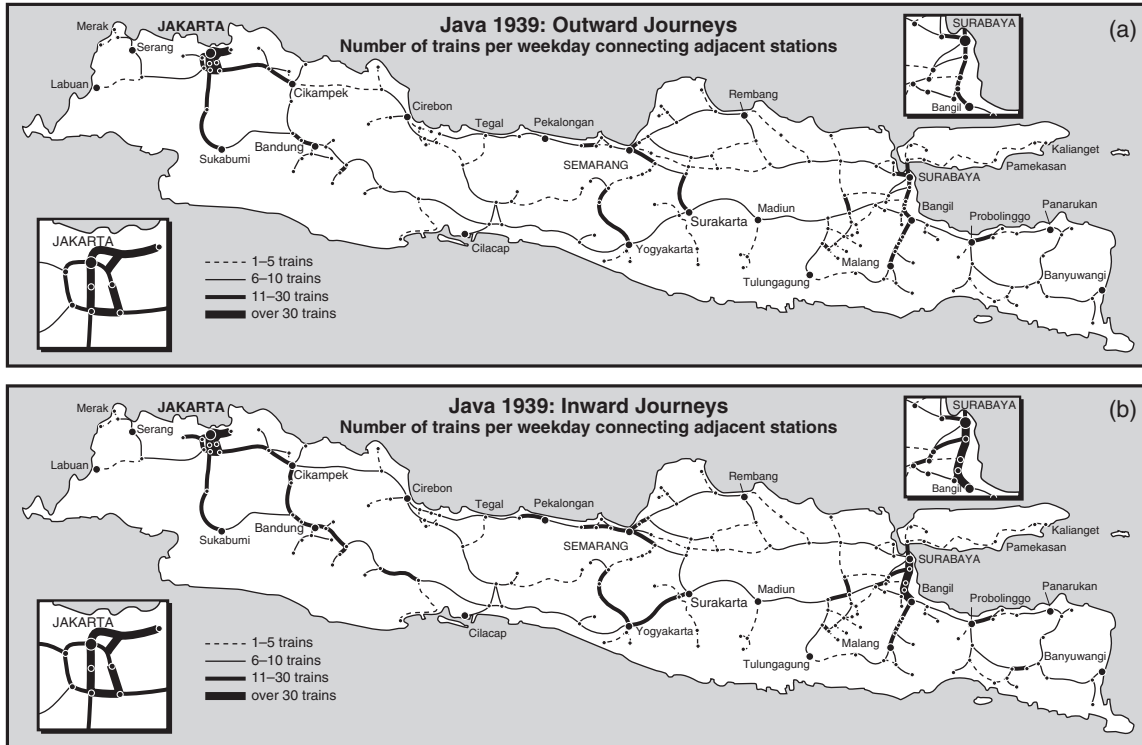 Java 1939: Outward Journeys
Number of trains per weekday connecting adjacent stations
(a)
Merak
JAKARTA
Serang
Labuan
Cikampek
Sukabumi
Bandung
Cirebon
Tegal
Pekalongan
SEMARANG
Rembang
Cilacap
Yogyakarta
Surakarta
Madiun
Tulungagung
Malang
SURABAYA
Bangil
Kalianget
Pamekasan
SURABAYA
Bangil
Probolinggo
Panarukan
Banyuwangi
JAKARTA
1–5 trains
6–10 trains
11–30 trains
over 30 trains
Java 1939: Inward Journeys
Number of trains per weekday connecting adjacent stations
(b)
Merak
JAKARTA
Serang
Labuan
Cikampek
Sukabumi
Bandung
Cirebon
Tegal
Pekalongan
SEMARANG
Rembang
Cilacap
Yogyakarta
Surakarta
Madiun
Tulungagung
Malang
SURABAYA
Bangil
Kalianget
Pamekasan
SURABAYA
Bangil
Probolinggo
Panarukan
Banyuwangi
JAKARTA
1–5 trains
6–10 trains
11–30 trains
over 30 trains